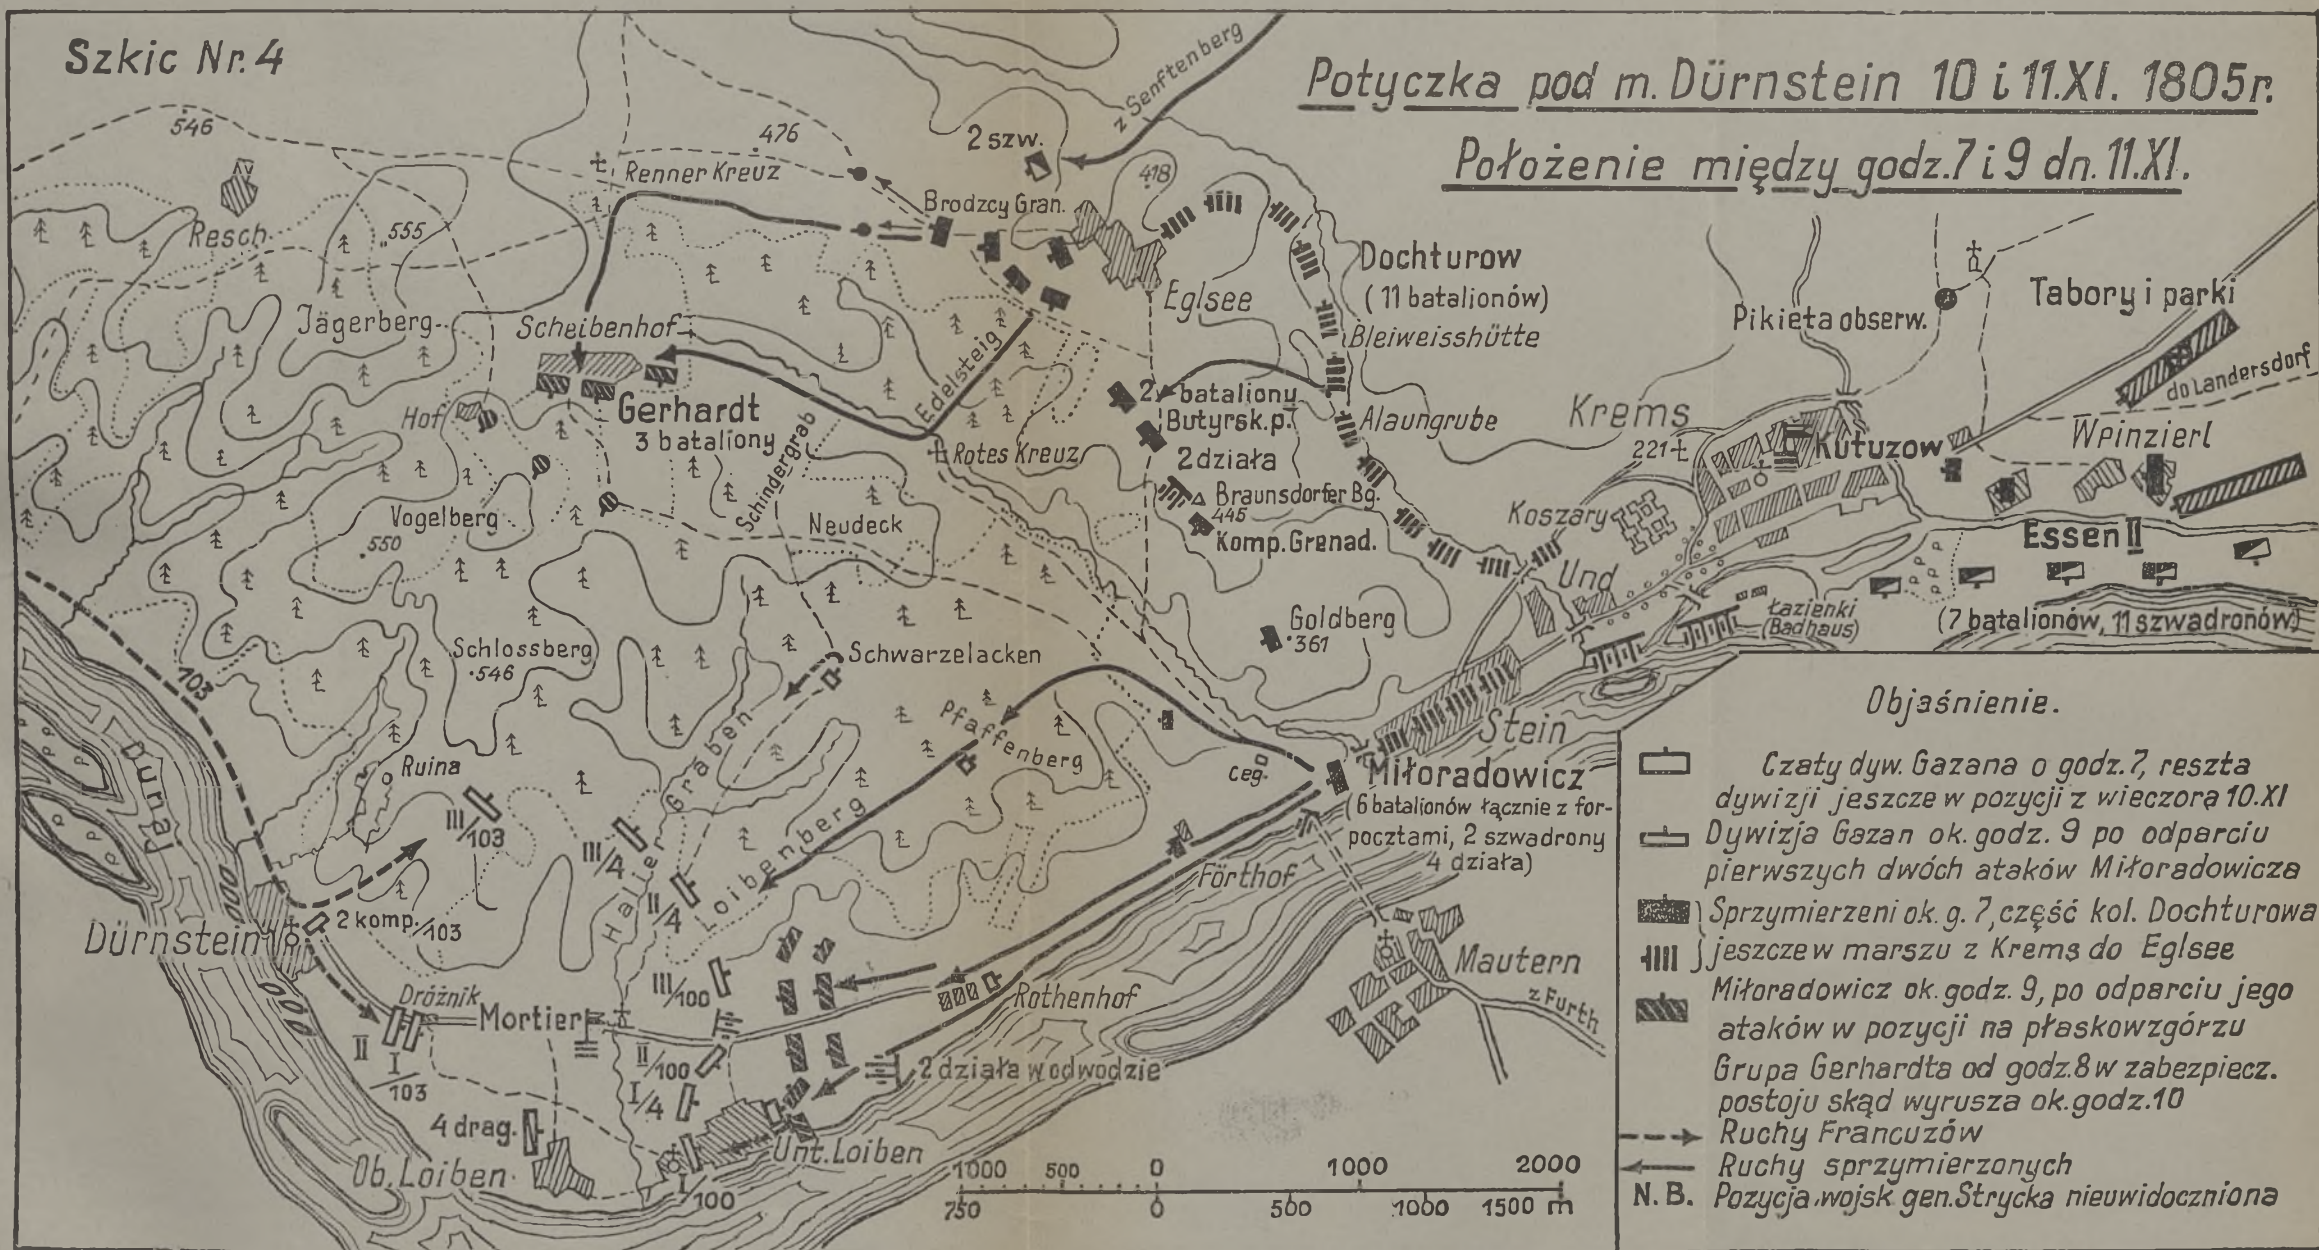 Szkic Nr. 4
Potyczka pod m. Dürnstein 10 i 11.XI. 1805r.
Położenie między godz. 7 i 9 dn. 11.XI.
z Senftenberg
546
476
2 szw.
418
Renner Kreuz
Brodzcy Gran.
Resch
555
Eglsee
Dochturow
(11 batalionów)
Bleiweisshütte
Pikieta obserw.
Tabory i parki
do Landersdorf
Jägerberg
Scheibenhof
Edelsteig
Hof
Gerhardt
3 bataliony
Schindergrab
Rotes Kreuz
2 bataliony
Butyrsk. p.
2 działa
Braunsdorfer Bg.
445
Komp. Grenad.
Alaungrube
Krems
221
Kutuzow
Wpinzierl
Koszary
Und
Essen II
(7 batalionów, 11 szwadronów)
Łazienki
(Badhaus)
Vogelberg
550
Neudeck
Goldberg
361
Schlossberg
546
Schwarzelacken
103
Dunaj
Ruina
III/103
III/4
II/4
Halier Graben
Loibenberg
Pfaffenberg
ceg.
Stein
Miłoradowicz
(6 batalionów łącznie z for-
pocztami, 2 szwadrony
4 działa)
Förthof
Dürnstein
2 komp./103
III/100
Rothenhof
Mautern
z Furth
Dróżnik
Mortier
II
I
103
II/100
I/4
2 działa w odwodzie
4 drag.
Ob. Loiben
Unt. Loiben
I/100
1000 500 0 1000 2000
750 0 500 1000 1500 m
Objaśnienie.
Czaty dyw. Gazana o godz. 7, reszta
dywizji jeszcze w pozycji z wieczora 10.XI
Dywizja Gazan ok. godz. 9 po odparciu
pierwszych dwóch ataków Miłoradowicza
Sprzymierzeni ok. g. 7, część kol. Dochturowa
jeszcze w marszu z Krems do Eglsee
Miłoradowicz ok. godz. 9, po odparciu jego
ataków w pozycji na płaskowzgórzu
Grupa Gerhardta od godz. 8 w zabezpiecz.
postoju skąd wyrusza ok. godz. 10
Ruchy Francuzów
Ruchy sprzymierzonych
N.B. Pozycja wojsk gen. Strycka nieuwidoczniona